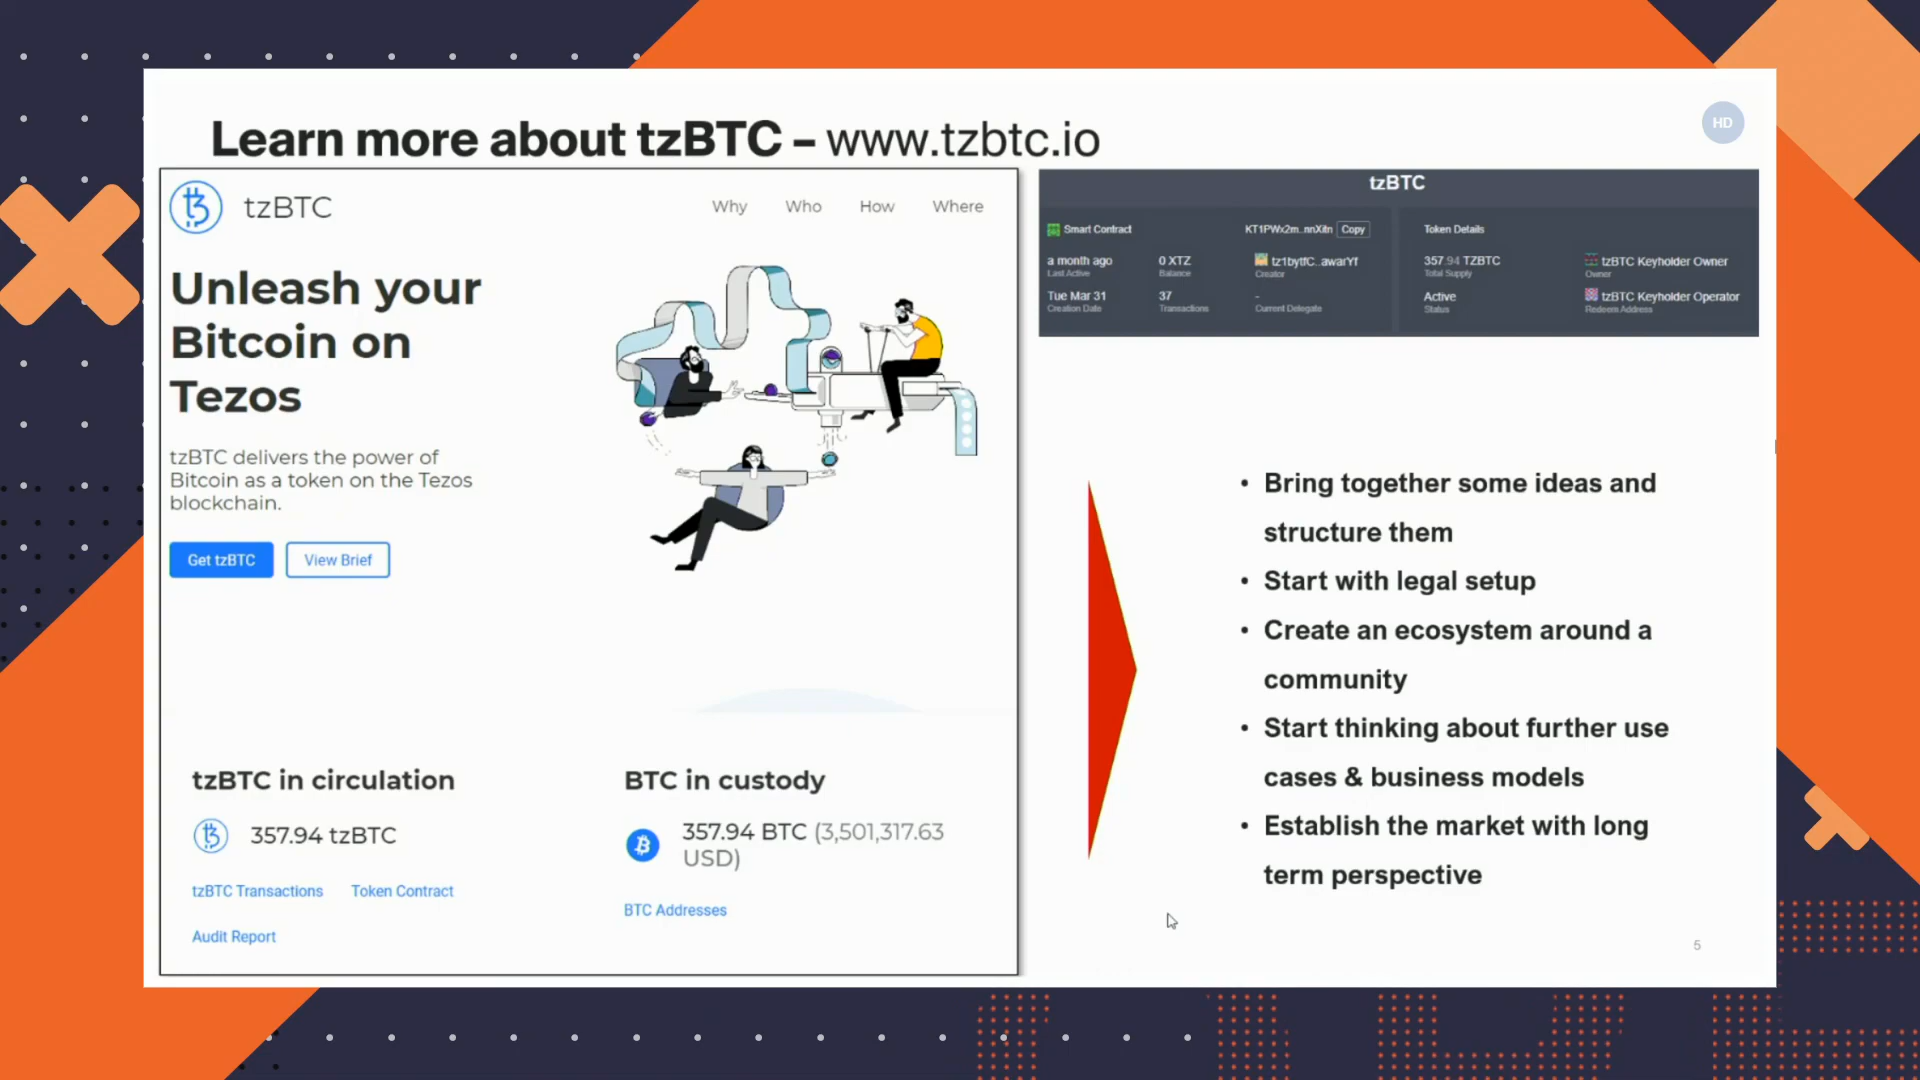 Learn more about tzBTC – www.tzbtc.io
HD
tzBTC
Why
Who
How
Where
Unleash your
Bitcoin on
Tezos
tzBTC delivers the power of
Bitcoin as a token on the Tezos
blockchain.
Get tzBTC
View Brief
tzBTC in circulation
357.94 tzBTC
tzBTC Transactions
Token Contract
Audit Report
BTC in custody
357.94 BTC (3,501,317.63
USD)
BTC Addresses
tzBTC
Smart Contract
KT1PWx2m..nnXifn
Copy
a month ago
Last Active
0 XTZ
Balance
tz1bytfC..awarYf
Creator
Tue Mar 31
Creation Date
37
Transactions
-
Current Delegate
Token Details
357.94 TZBTC
Total Supply
tzBTC Keyholder Owner
Owner
Active
Status
tzBTC Keyholder Operator
Redeem Address
• Bring together some ideas and
structure them
• Start with legal setup
• Create an ecosystem around a
community
• Start thinking about further use
cases & business models
• Establish the market with long
term perspective
5